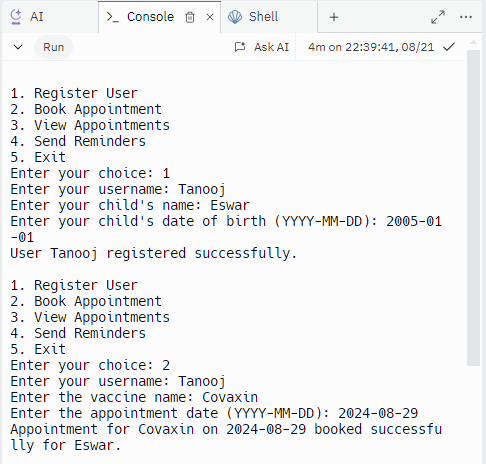 AI
Console
Shell
Run
Ask AI
4m on 22:39:41, 08/21
1. Register User
2. Book Appointment
3. View Appointments
4. Send Reminders
5. Exit
Enter your choice: 1
Enter your username: Tanooj
Enter your child's name: Eswar
Enter your child's date of birth (YYYY-MM-DD): 2005-01
-01
User Tanooj registered successfully.
1. Register User
2. Book Appointment
3. View Appointments
4. Send Reminders
5. Exit
Enter your choice: 2
Enter your username: Tanooj
Enter the vaccine name: Covaxin
Enter the appointment date (YYYY-MM-DD): 2024-08-29
Appointment for Covaxin on 2024-08-29 booked successfu
lly for Eswar.